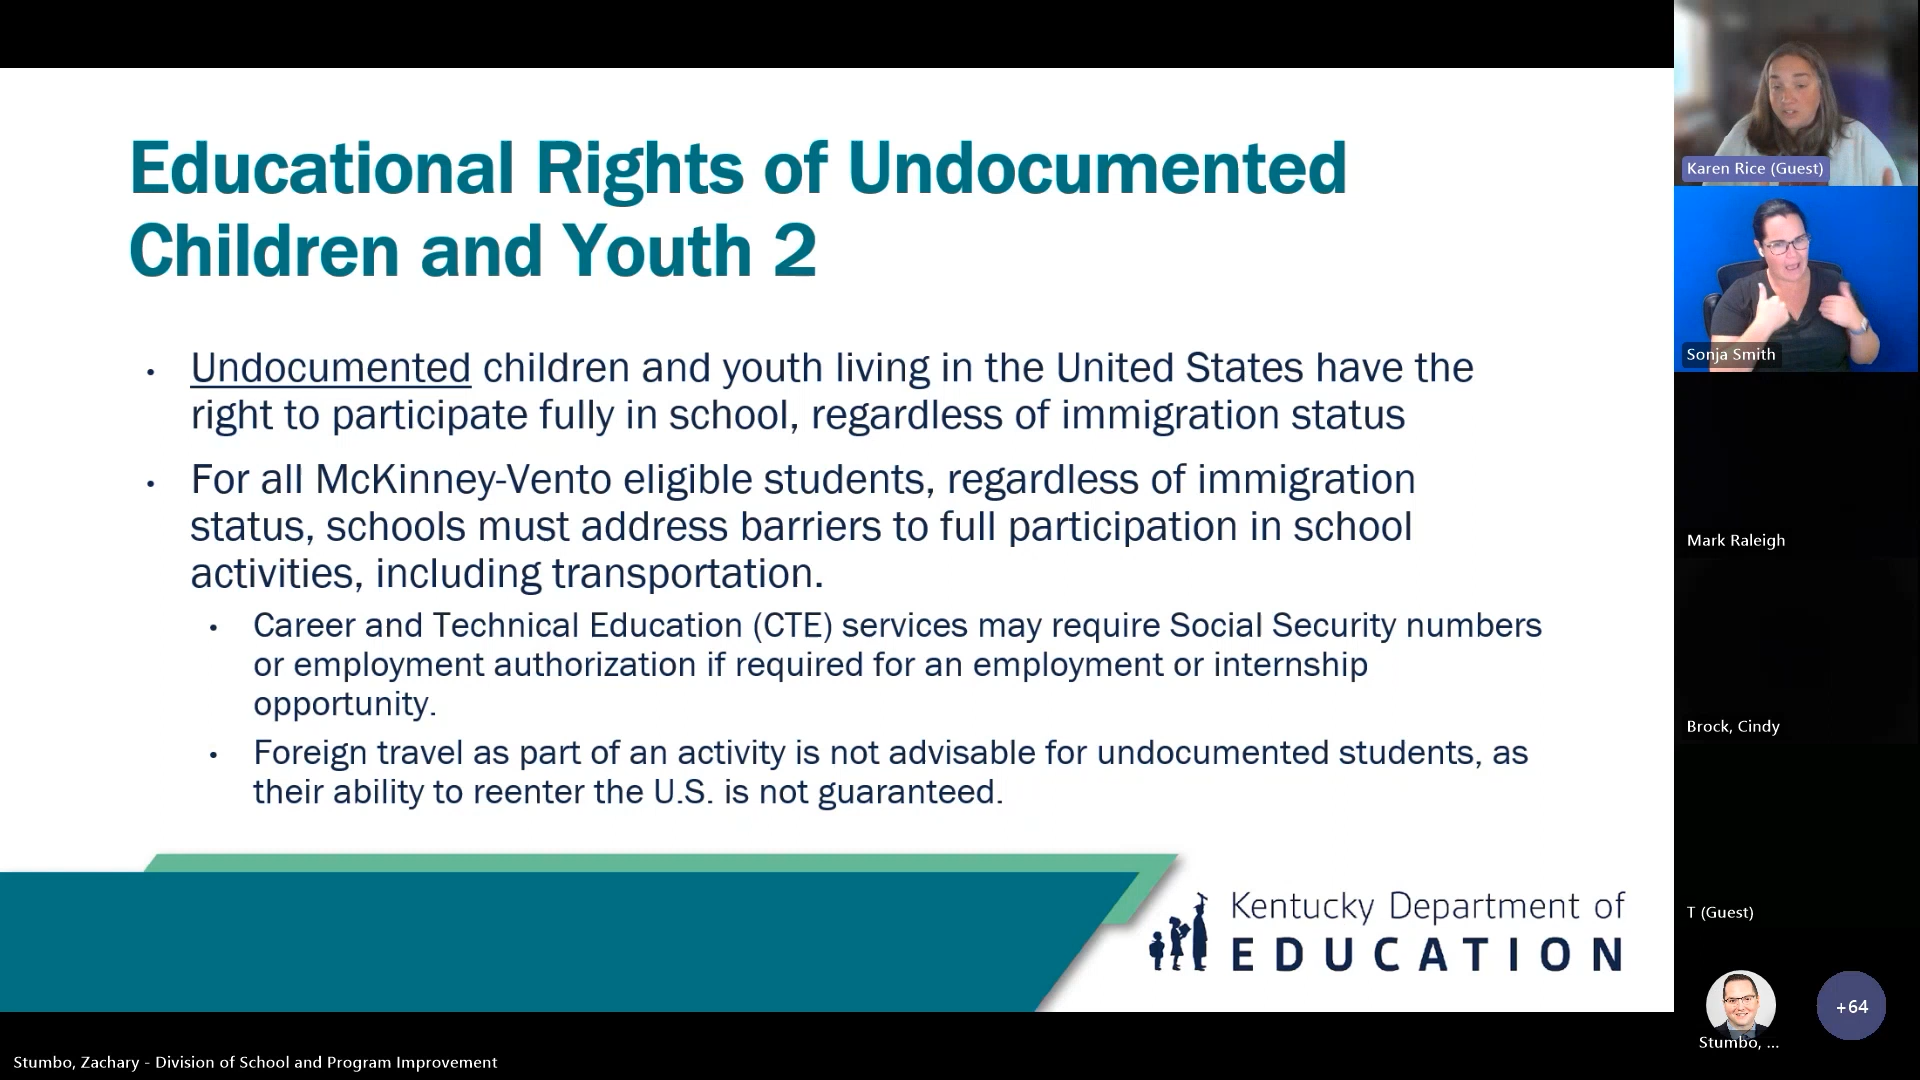 Educational Rights of Undocumented
Children and Youth 2
• Undocumented children and youth living in the United States have the
right to participate fully in school, regardless of immigration status
• For all McKinney-Vento eligible students, regardless of immigration
status, schools must address barriers to full participation in school
activities, including transportation.
• Career and Technical Education (CTE) services may require Social Security numbers
or employment authorization if required for an employment or internship
opportunity.
• Foreign travel as part of an activity is not advisable for undocumented students, as
their ability to reenter the U.S. is not guaranteed.
Kentucky Department of
EDUCATION
Karen Rice (Guest)
Sonja Smith
Mark Raleigh
Brock, Cindy
T (Guest)
+64
Stumbo, ...
Stumbo, Zachary - Division of School and Program Improvement